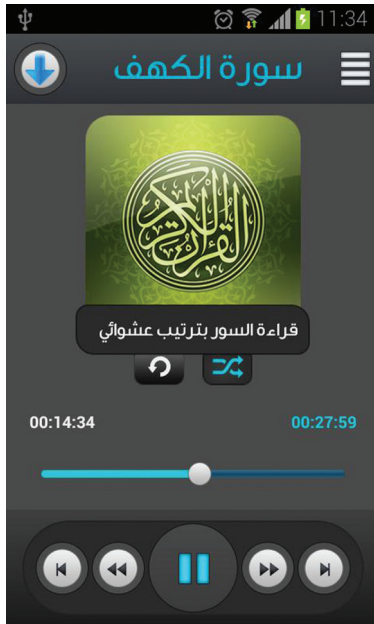 11:34
سورة الكهف
القرآن الكريم
قراءة السور بترتيب عشوائي
00:14:34 00:27:59